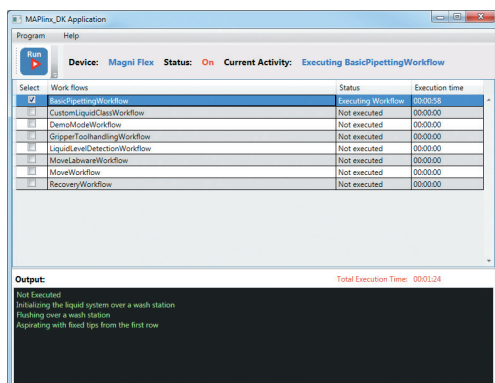 MAPlinx_DK Application
Program Help
Run
Device: Magni Flex Status: On Current Activity: Executing BasicPipettingWorkflow
Select Work flows Status Execution time
BasicPipettingWorkflow Executing Workflow 00:00:58
CustomLiquidClassWorkflow Not executed 00:00:00
DemoModeWorkflow Not executed 00:00:00
GripperToolhandlingWorkflow Not executed 00:00:00
LiquidLevelDetectionWorkflow Not executed 00:00:00
MoveLabwareWorkflow Not executed 00:00:00
MoveWorkflow Not executed 00:00:00
RecoveryWorkflow Not executed 00:00:00
Output: Total Execution Time: 00:01:24
Not Executed
Initializing the liquid system over a wash station
Flushing over a wash station
Aspirating with fixed tips from the first row